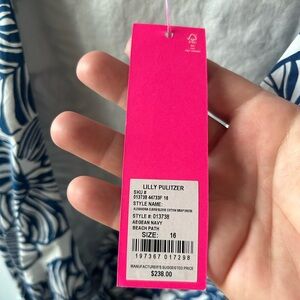 LILLY PULITZER
SKU #
013738 44733F 16
STYLE NAME:
STYLE #: 013738
AEGEAN NAVY
BEACH PATH
SIZE: 16
197367 017298
MANUFACTURER'S SUGGESTED PRICE
$238.00